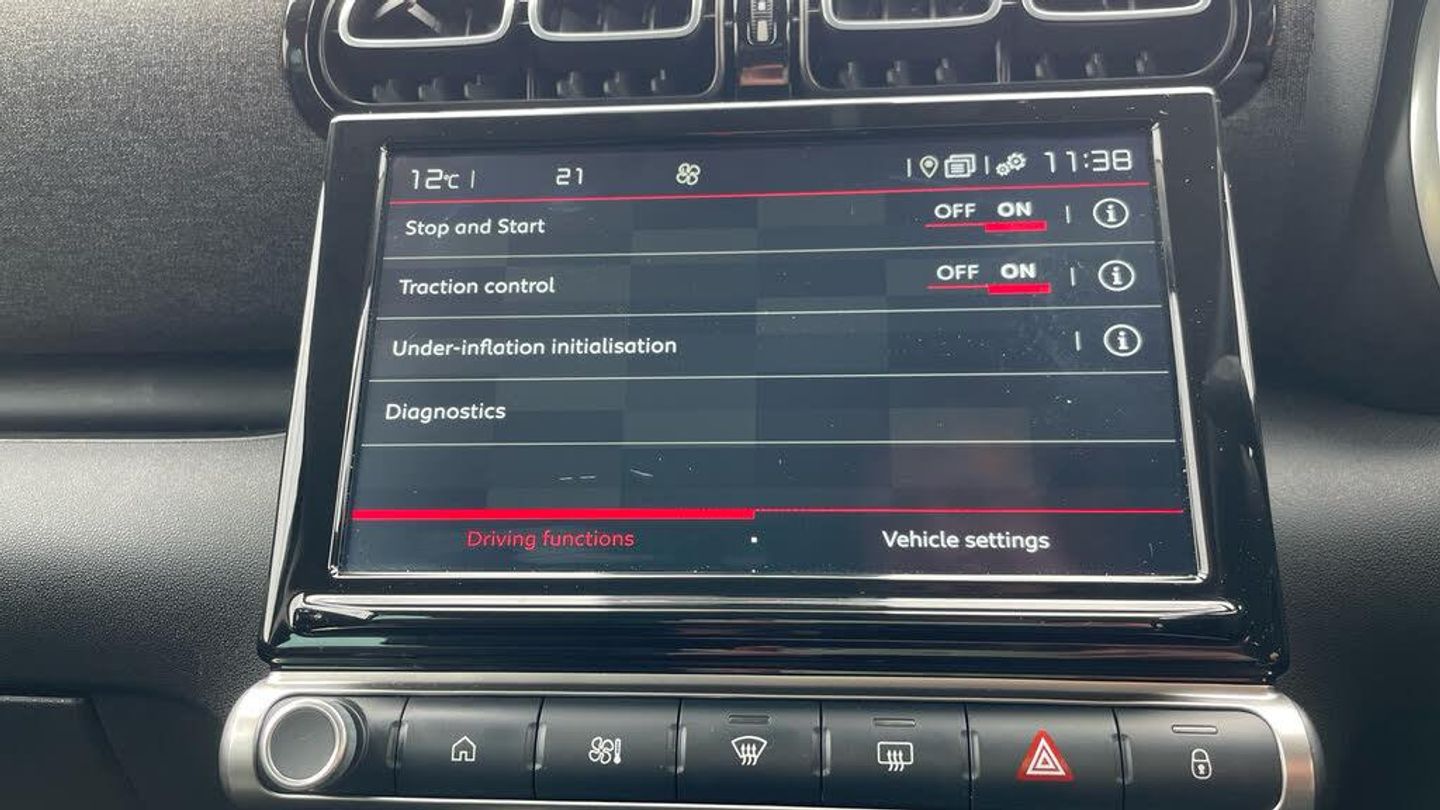 12°C 21 11:38
Stop and Start OFF ON
Traction control OFF ON
Under-inflation initialisation
Diagnostics
Driving functions Vehicle settings